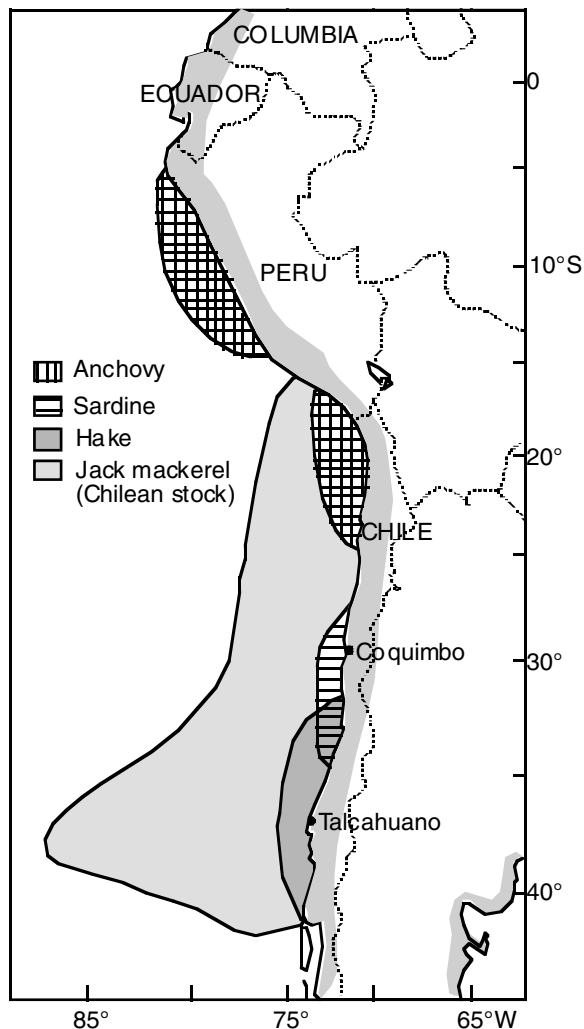 COLUMBIA
ECUADOR
0
PERU
10°S
Anchovy
Sardine
Hake
Jack mackerel
(Chilean stock)
20°
CHILE
Coquimbo
30°
Talcahuano
40°
85°
75°
65°W